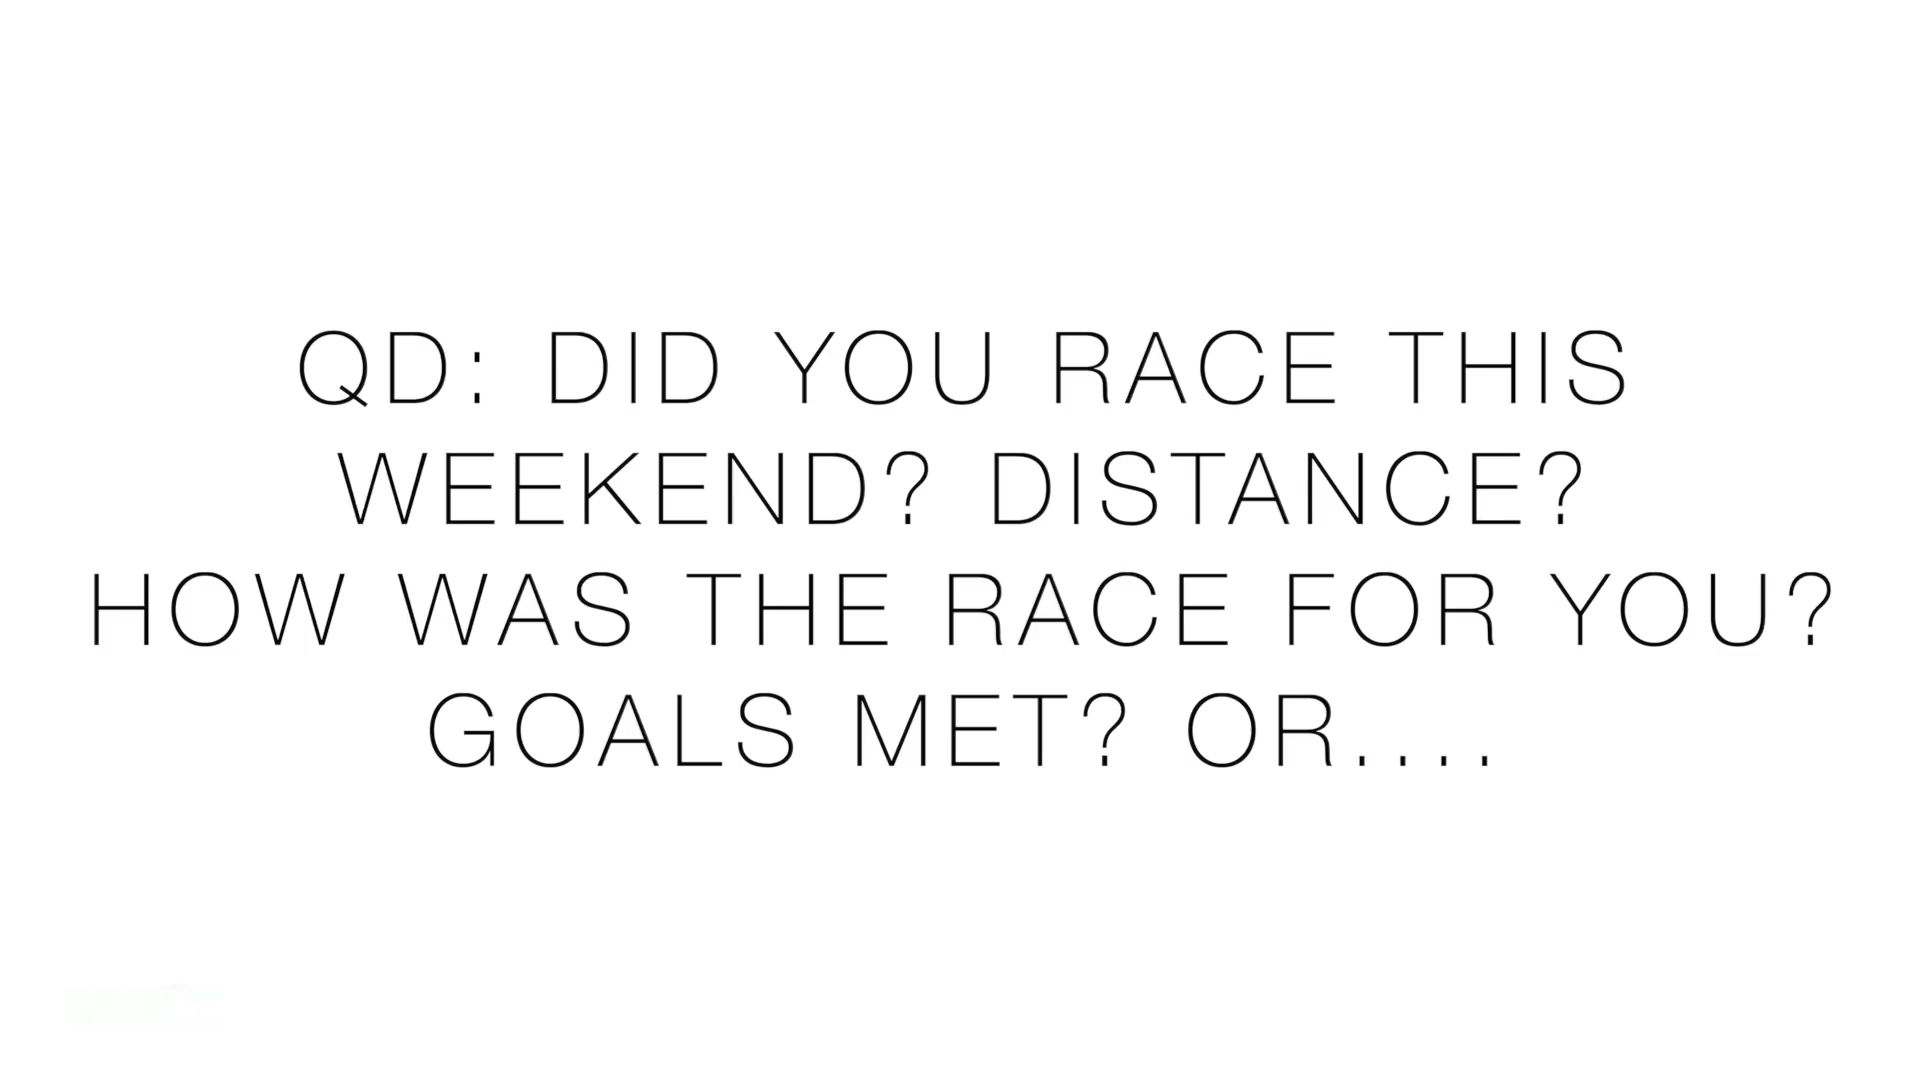 QD: DID YOU RACE THIS
WEEKEND? DISTANCE?
HOW WAS THE RACE FOR YOU?
GOALS MET? OR....